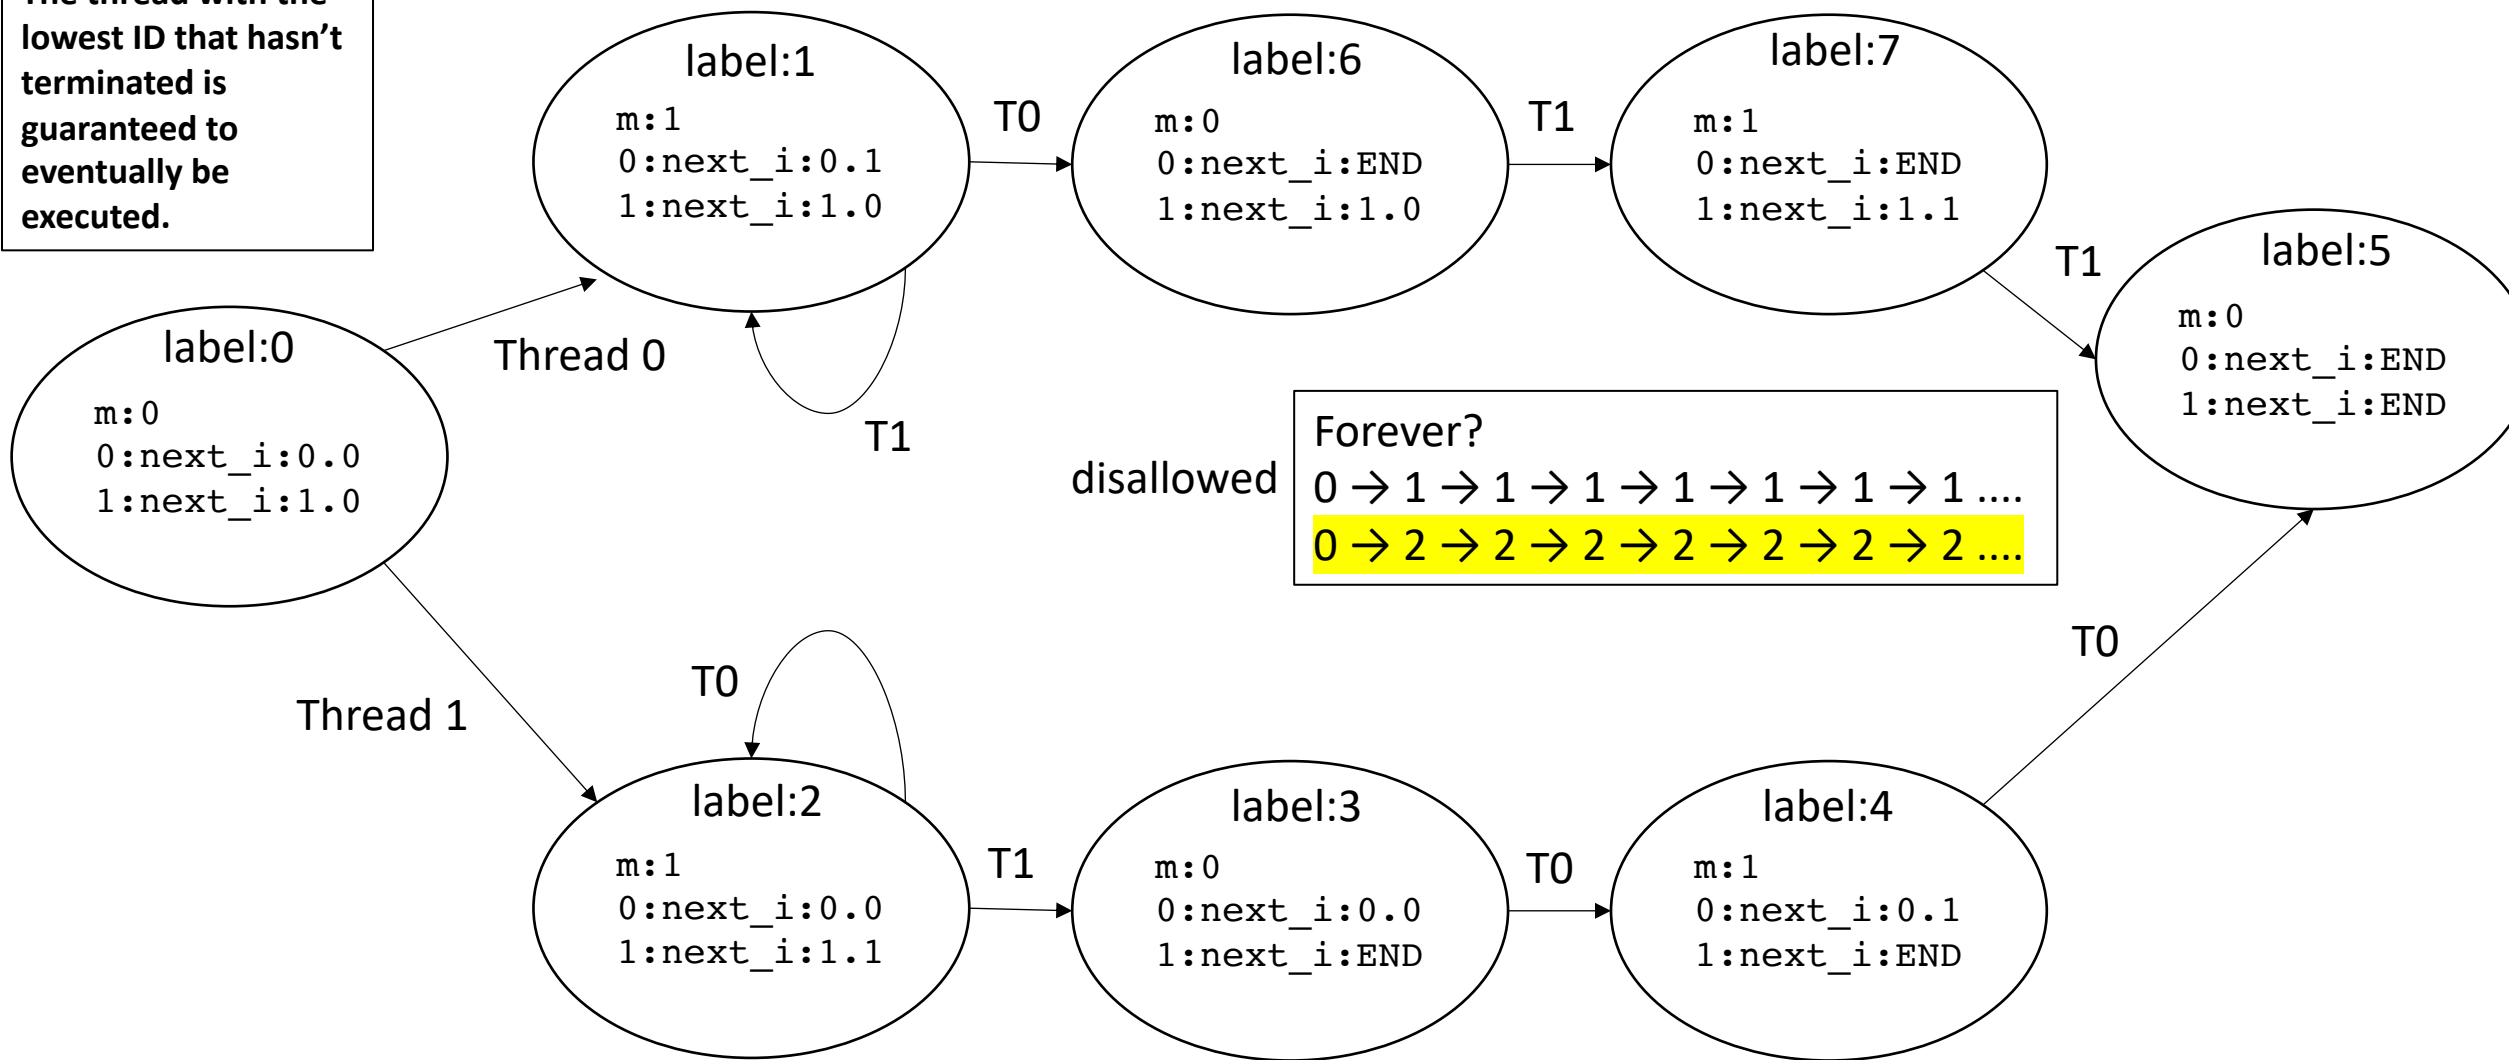 The thread with the
lowest ID that hasn’t
terminated is
guaranteed to
eventually be
executed.
label:0
m:0
0:next_i:0.0
1:next_i:1.0
Thread 0
Thread 1
label:1
m:1
0:next_i:0.1
1:next_i:1.0
T1
T0
label:6
m:0
0:next_i:END
1:next_i:1.0
T1
label:7
m:1
0:next_i:END
1:next_i:1.1
T1
label:5
m:0
0:next_i:END
1:next_i:END
disallowed
Forever?
0 → 1 → 1 → 1 → 1 → 1 → 1 → 1 ....
0 → 2 → 2 → 2 → 2 → 2 → 2 → 2 ....
T0
label:2
m:1
0:next_i:0.0
1:next_i:1.1
T1
label:3
m:0
0:next_i:0.0
1:next_i:END
T0
label:4
m:1
0:next_i:0.1
1:next_i:END
T0